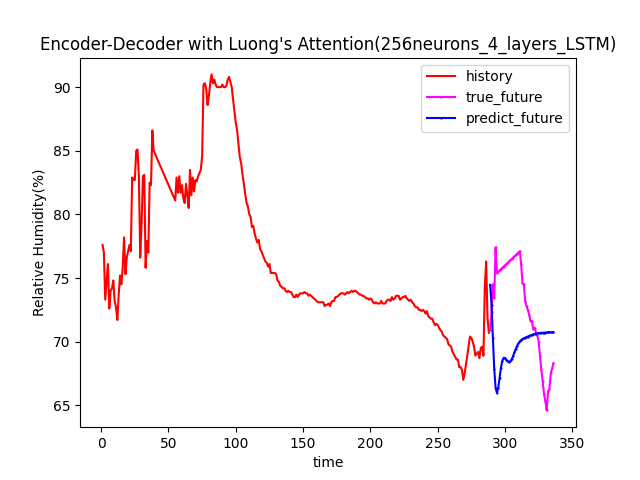 Encoder-Decoder with Luong's Attention(256neurons_4_layers_LSTM)
history
true_future
predict_future
Relative Humidity(%)
90
85
80
75
70
65
0 50 100 150 200 250 300 350
time